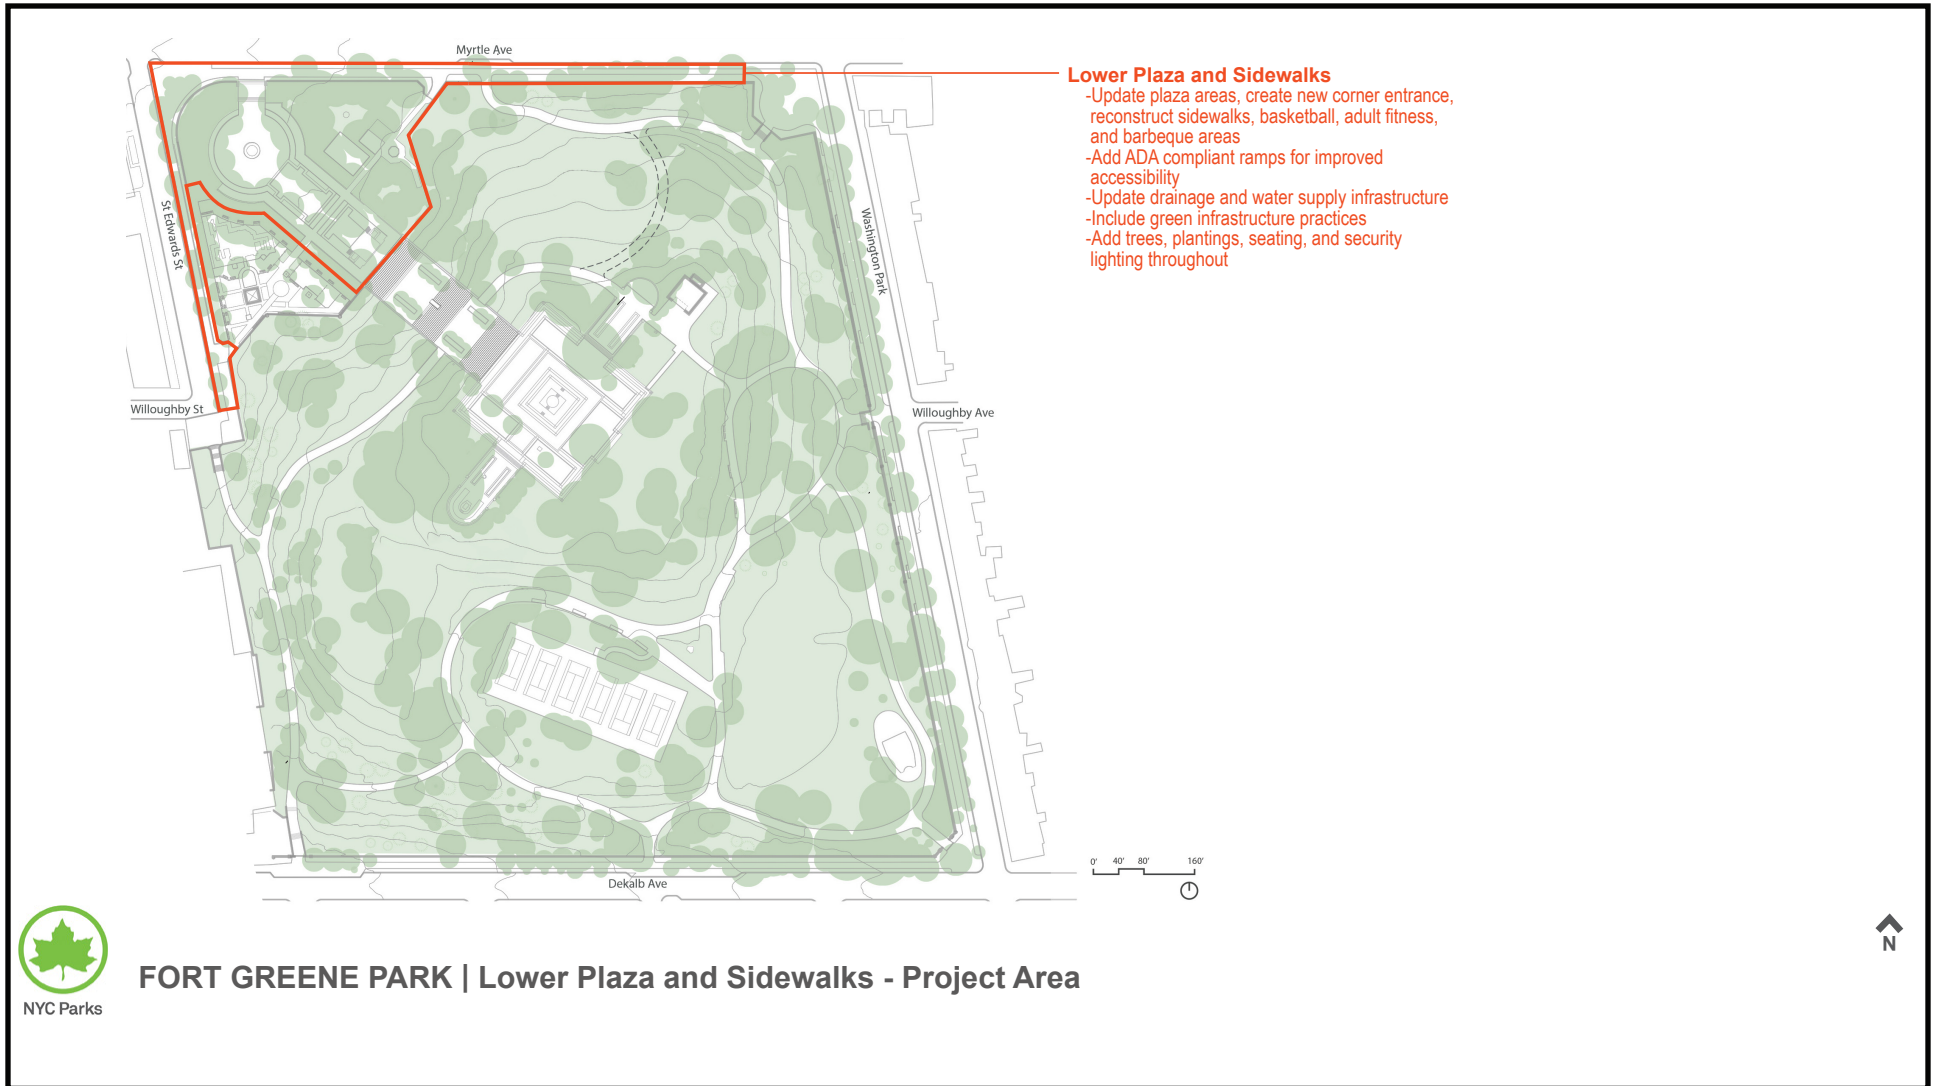 Myrtle Ave
Lower Plaza and Sidewalks
-Update plaza areas, create new corner entrance,
reconstruct sidewalks, basketball, adult fitness,
and barbeque areas
-Add ADA compliant ramps for improved
accessibility
-Update drainage and water supply infrastructure
-Include green infrastructure practices
-Add trees, plantings, seating, and security
lighting throughout
St Edwards St
Washington Park
Willoughby St
Willoughby Ave
0' 40' 80' 160'
Dekalb Ave
N
FORT GREENE PARK | Lower Plaza and Sidewalks - Project Area
NYC Parks